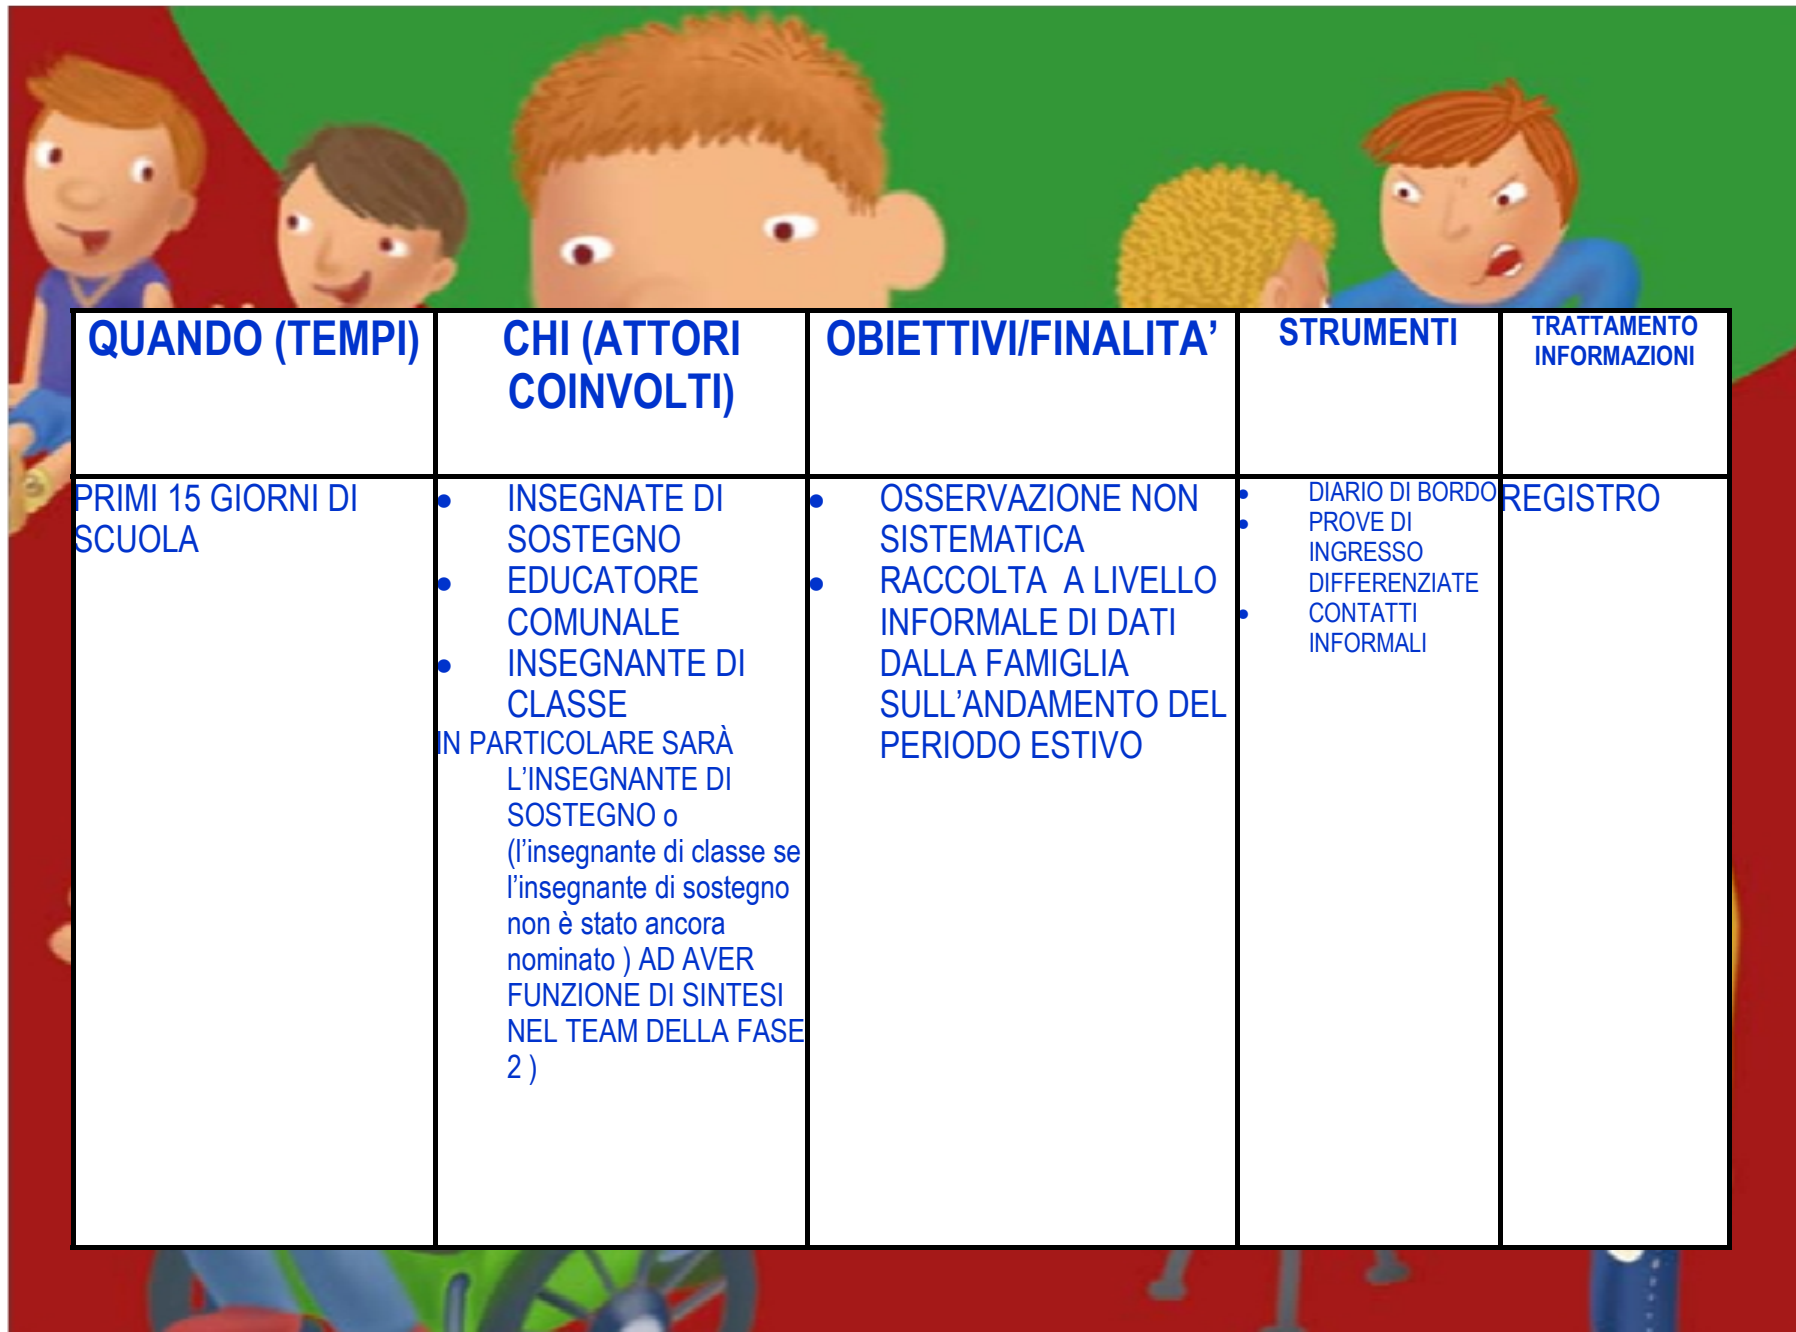 QUANDO (TEMPI)
CHI (ATTORI
COINVOLTI)
OBIETTIVI/FINALITA’
STRUMENTI
TRATTAMENTO
INFORMAZIONI
PRIMI 15 GIORNI DI
SCUOLA
● INSEGNATE DI
SOSTEGNO
● EDUCATORE
COMUNALE
● INSEGNANTE DI
CLASSE
IN PARTICOLARE SARÀ
L’INSEGNANTE DI
SOSTEGNO o
(l’insegnante di classe se
l’insegnante di sostegno
non è stato ancora
nominato ) AD AVER
FUNZIONE DI SINTESI
NEL TEAM DELLA FASE
2 )
● OSSERVAZIONE NON
SISTEMATICA
● RACCOLTA A LIVELLO
INFORMALE DI DATI
DALLA FAMIGLIA
SULL’ANDAMENTO DEL
PERIODO ESTIVO
● DIARIO DI BORDO
● PROVE DI
INGRESSO
DIFFERENZIATE
● CONTATTI
INFORMALI
REGISTRO